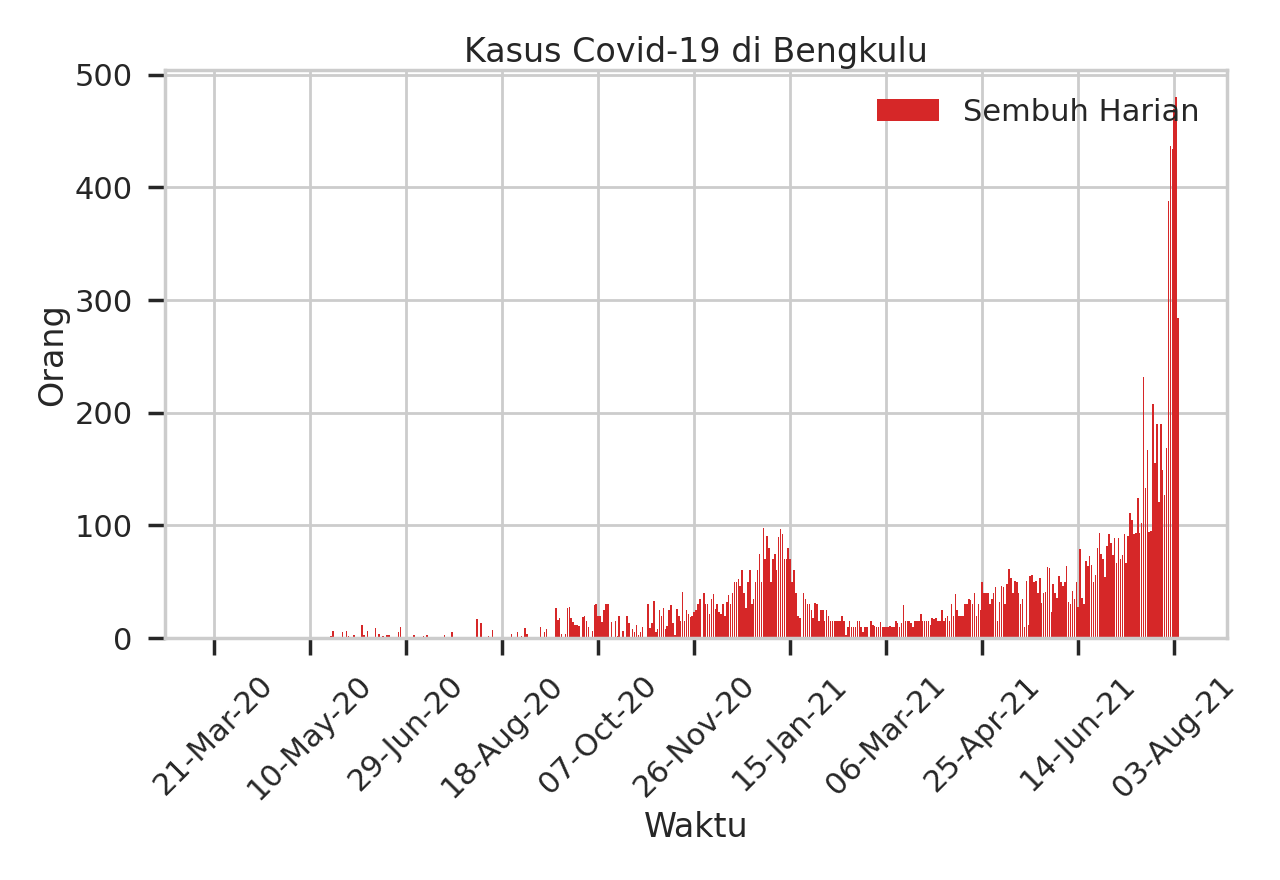 Kasus Covid-19 di Bengkulu
Sembuh Harian
Orang
500
400
300
200
100
0
21-Mar-20
10-May-20
29-Jun-20
18-Aug-20
07-Oct-20
26-Nov-20
15-Jan-21
06-Mar-21
25-Apr-21
14-Jun-21
03-Aug-21
Waktu